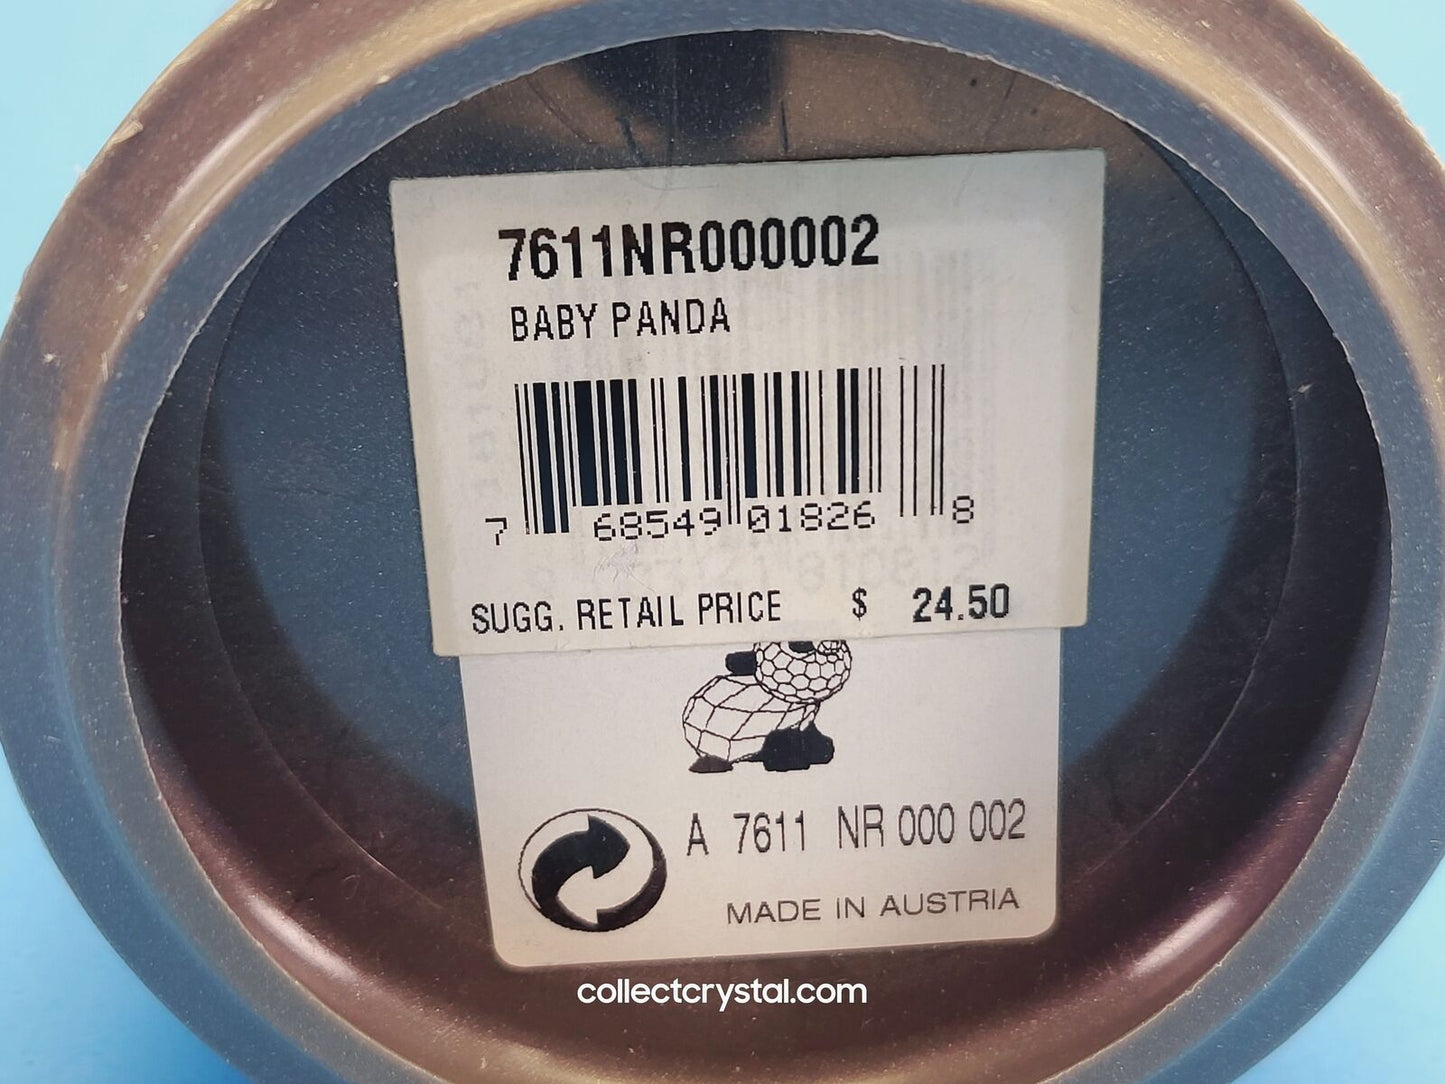 7611NR000002
BABY PANDA
7 68549 01826 8
SUGG. RETAIL PRICE $ 24.50
A 7611 NR 000 002
MADE IN AUSTRIA
collectcrystal.com